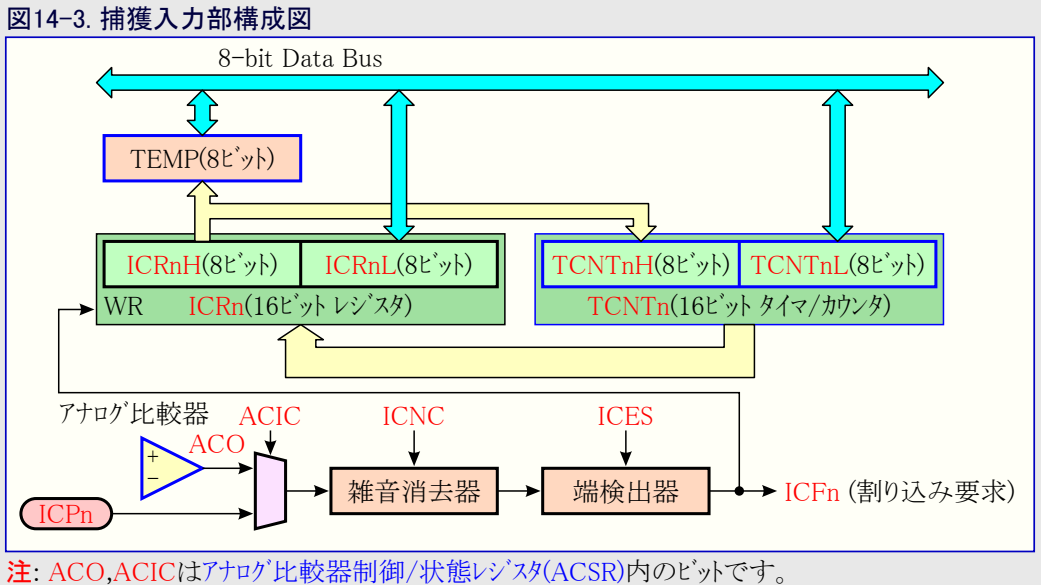 図14-3. 捕獲入力部構成図
8-bit Data Bus
TEMP(8ﾋﾞｯﾄ)
ICRnH(8ﾋﾞｯﾄ) ICRnL(8ﾋﾞｯﾄ) TCNTnH(8ﾋﾞｯﾄ) TCNTnL(8ﾋﾞｯﾄ)
WR ICRn(16ﾋﾞｯﾄ ﾚｼﾞｽﾀ) TCNTn(16ﾋﾞｯﾄ ﾀｲﾏ/ｶｳﾝﾀ)
ｱﾅﾛｸﾞ比較器 ACIC ICNC ICES
+ ACO
−
雑音消去器 端検出器 ICFn (割り込み要求)
ICPn
注: ACO,ACICはｱﾅﾛｸﾞ比較器制御/状態ﾚｼﾞｽﾀ(ACSR)内のﾋﾞｯﾄです。